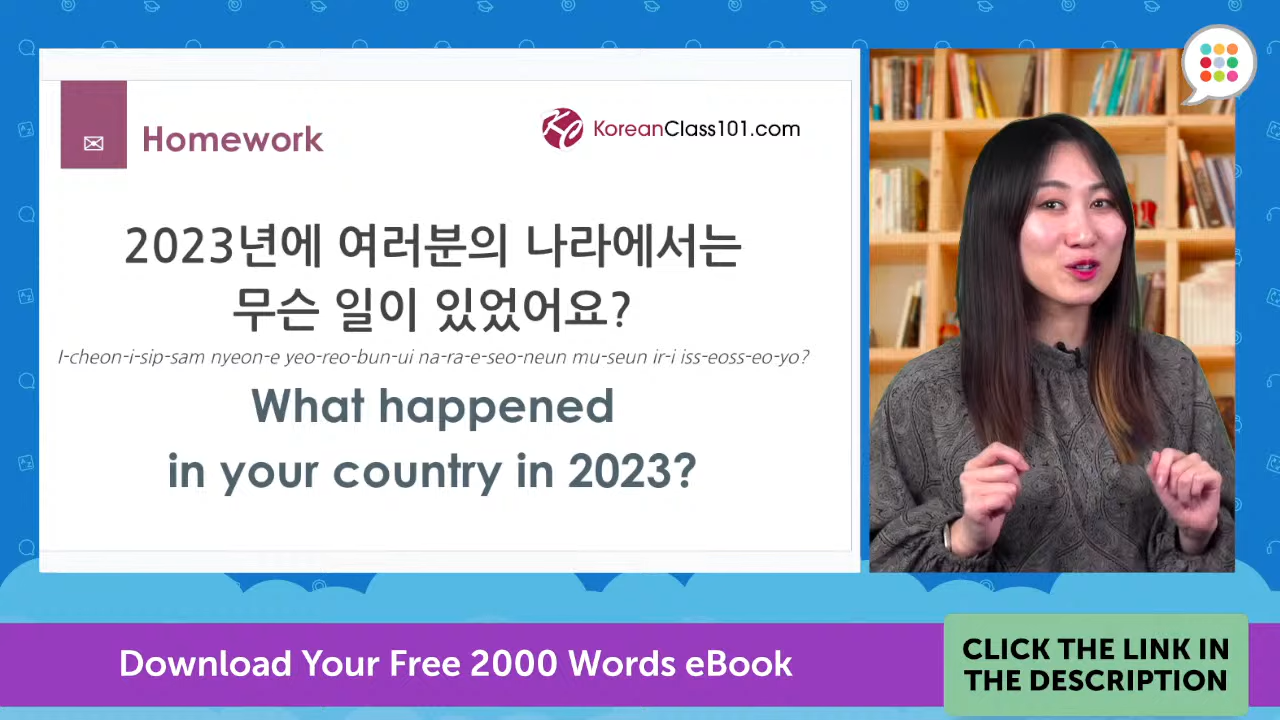 Homework
KoreanClass101.com
2023년에 여러분의 나라에서는
무슨 일이 있었어요?
I-cheon-i-sip-sam nyeon-e yeo-reo-bun-ui na-ra-e-seo-neun mu-seun ir-i iss-eoss-eo-yo?
What happened
in your country in 2023?
Download Your Free 2000 Words eBook
CLICK THE LINK IN
THE DESCRIPTION